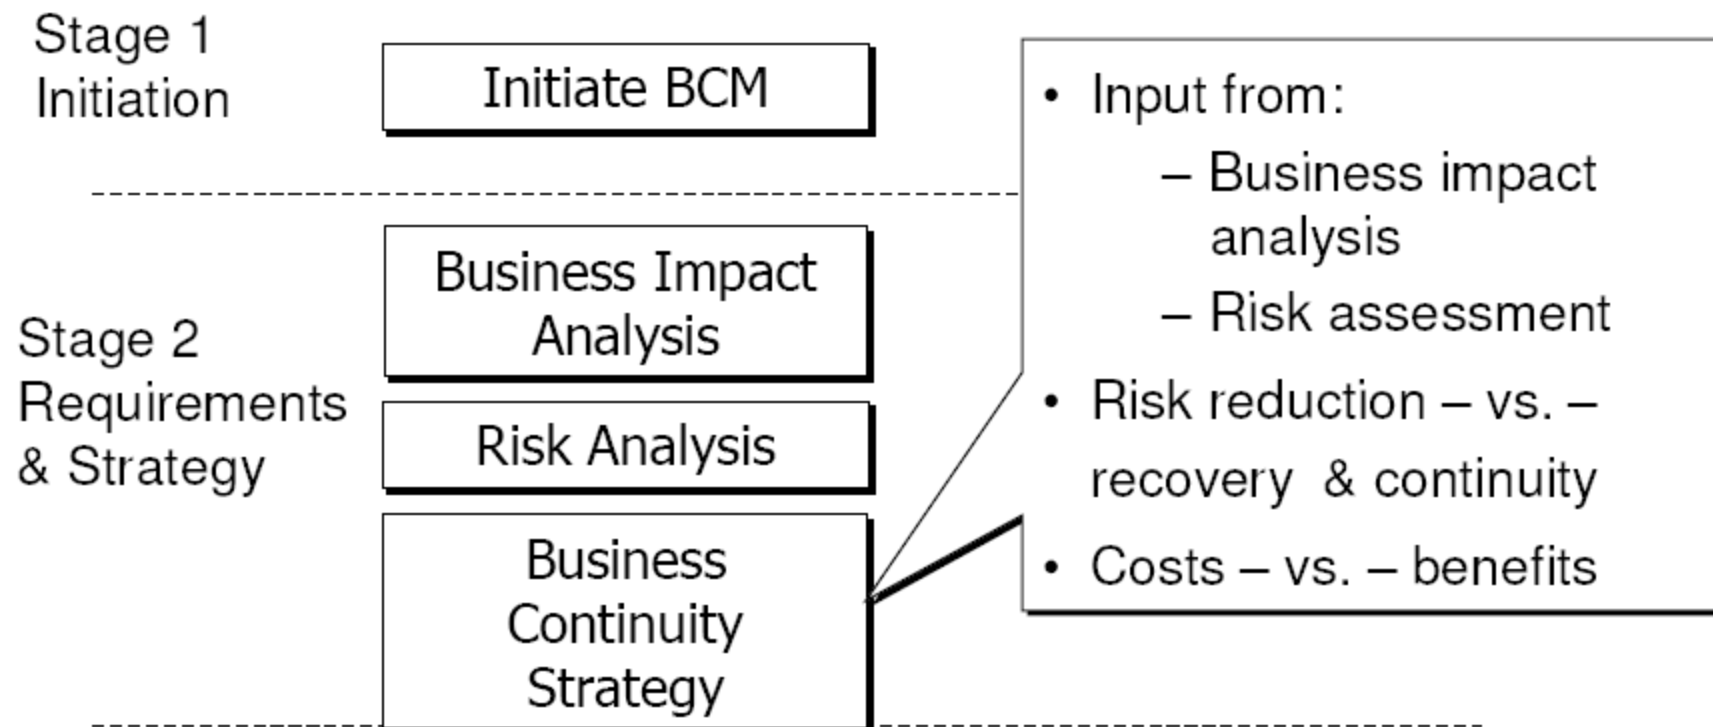 Stage 1
Initiation
Initiate BCM
Stage 2
Requirements
& Strategy
Business Impact
Analysis
Risk Analysis
Business
Continuity
Strategy
• Input from:
– Business impact
analysis
– Risk assessment
• Risk reduction – vs. –
recovery & continuity
• Costs – vs. – benefits